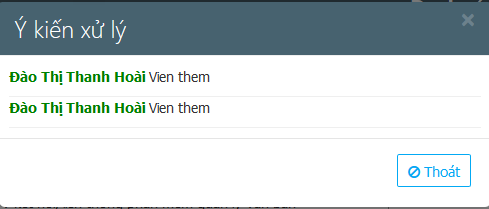 Ý kiến xử lý
Đào Thị Thanh Hoài Vien them
Đào Thị Thanh Hoài Vien them
Thoát